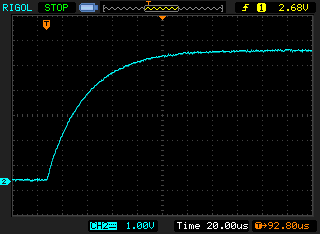 RIGOL STOP T f 1 2.68V
T
2
CH2 1.00V Time 20.00us T→92.80us